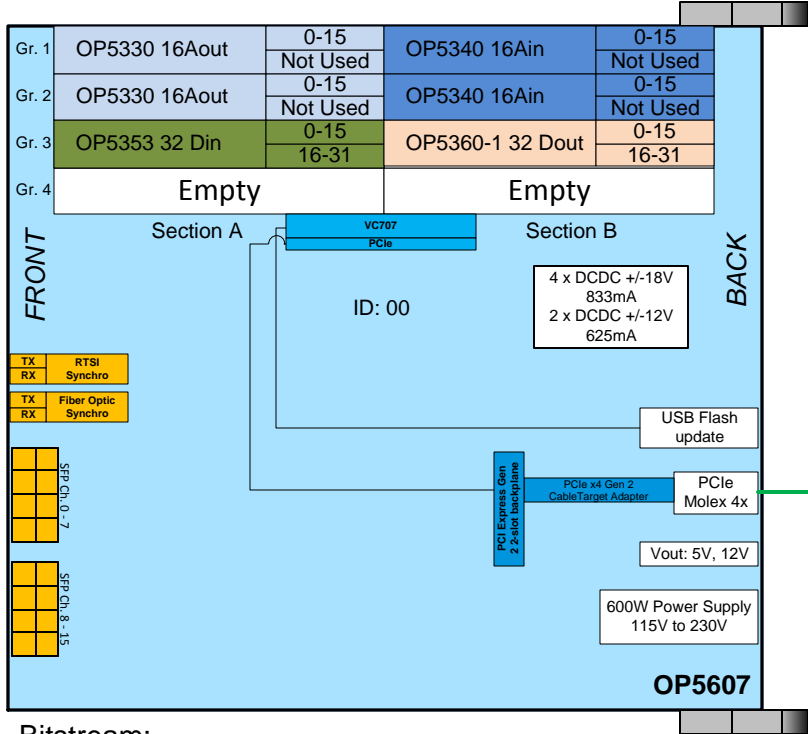 Gr. 1
OP5330 16Aout
0-15
Not Used
OP5340 16Ain
0-15
Not Used
Gr. 2
OP5330 16Aout
0-15
Not Used
OP5340 16Ain
0-15
Not Used
Gr. 3
OP5353 32 Din
0-15
16-31
OP5360-1 32 Dout
0-15
16-31
Gr. 4
Empty
Empty
Section A
VC707
PCIe
Section B
FRONT
BACK
ID: 00
4 x DCDC +/-18V
833mA
2 x DCDC +/-12V
625mA
TX
RX
RTSI
Synchro
TX
RX
Fiber Optic
Synchro
USB Flash
update
SFP Ch. 0 - 7
PCI Express Gen
2 2-slot backplane
PCIe x4 Gen 2
CableTarget Adapter
PCIe
Molex 4x
Vout: 5V, 12V
SFP Ch. 8 - 15
600W Power Supply
115V to 230V
OP5607
Bitstream: